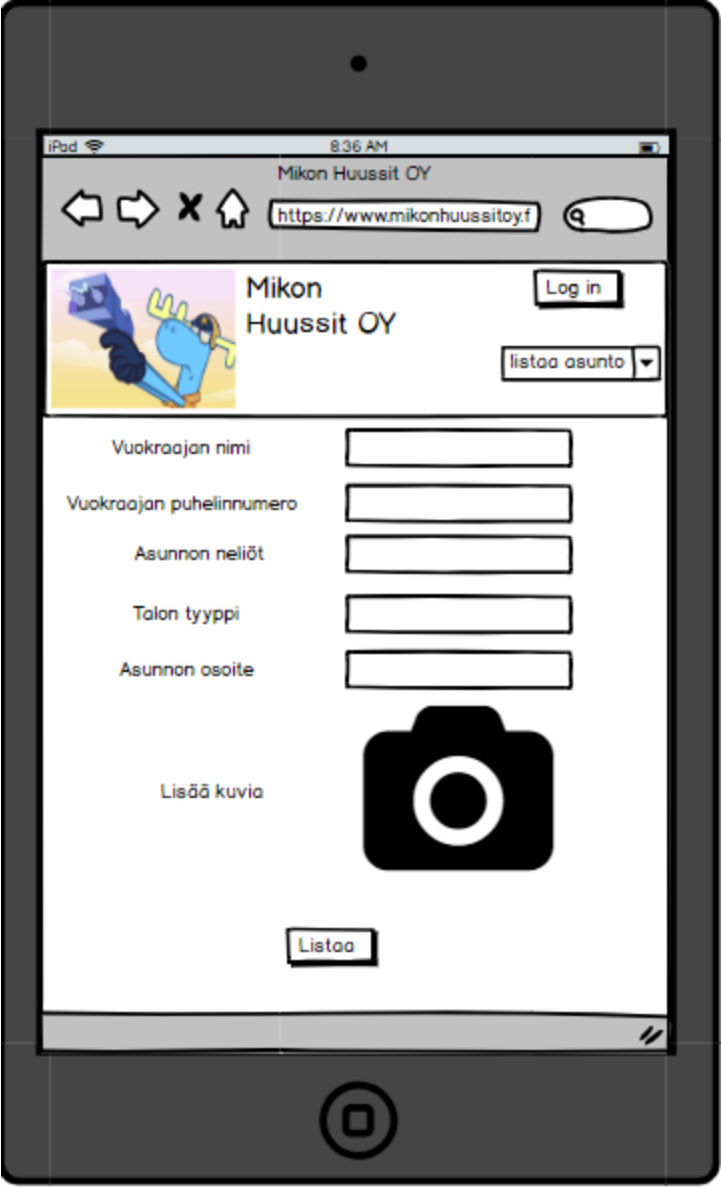 iPad
8:36 AM
Mikon Huussit OY
https://www.mikonhuussitoy.f
Mikon
Huussit OY
Log in
listaa asunto
Vuokraajan nimi
Vuokraajan puhelinnumero
Asunnon neliöt
Talon tyyppi
Asunnon osoite
Lisää kuvia
Listaa